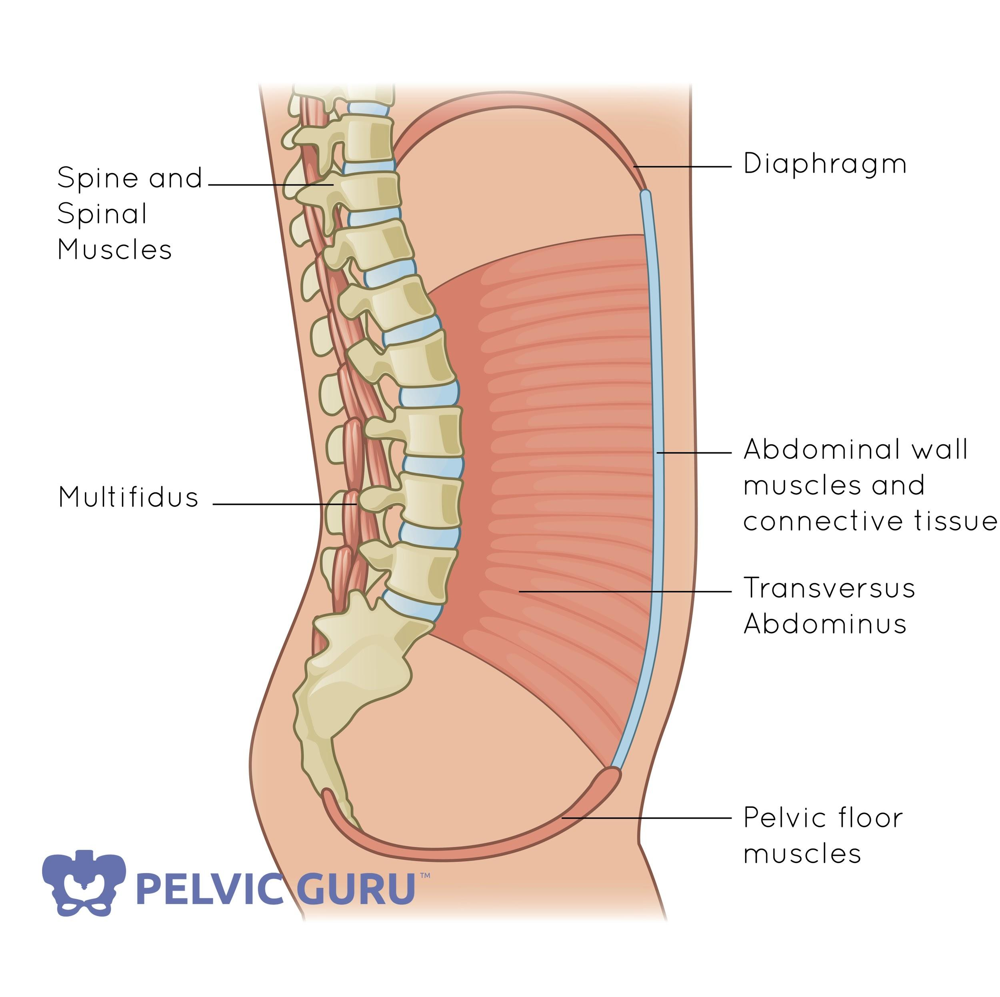 Spine and
Spinal
Muscles
Multifidus
Diaphragm
Abdominal wall
muscles and
connective tissue
Transversus
Abdominus
Pelvic floor
muscles
PELVIC GURU™